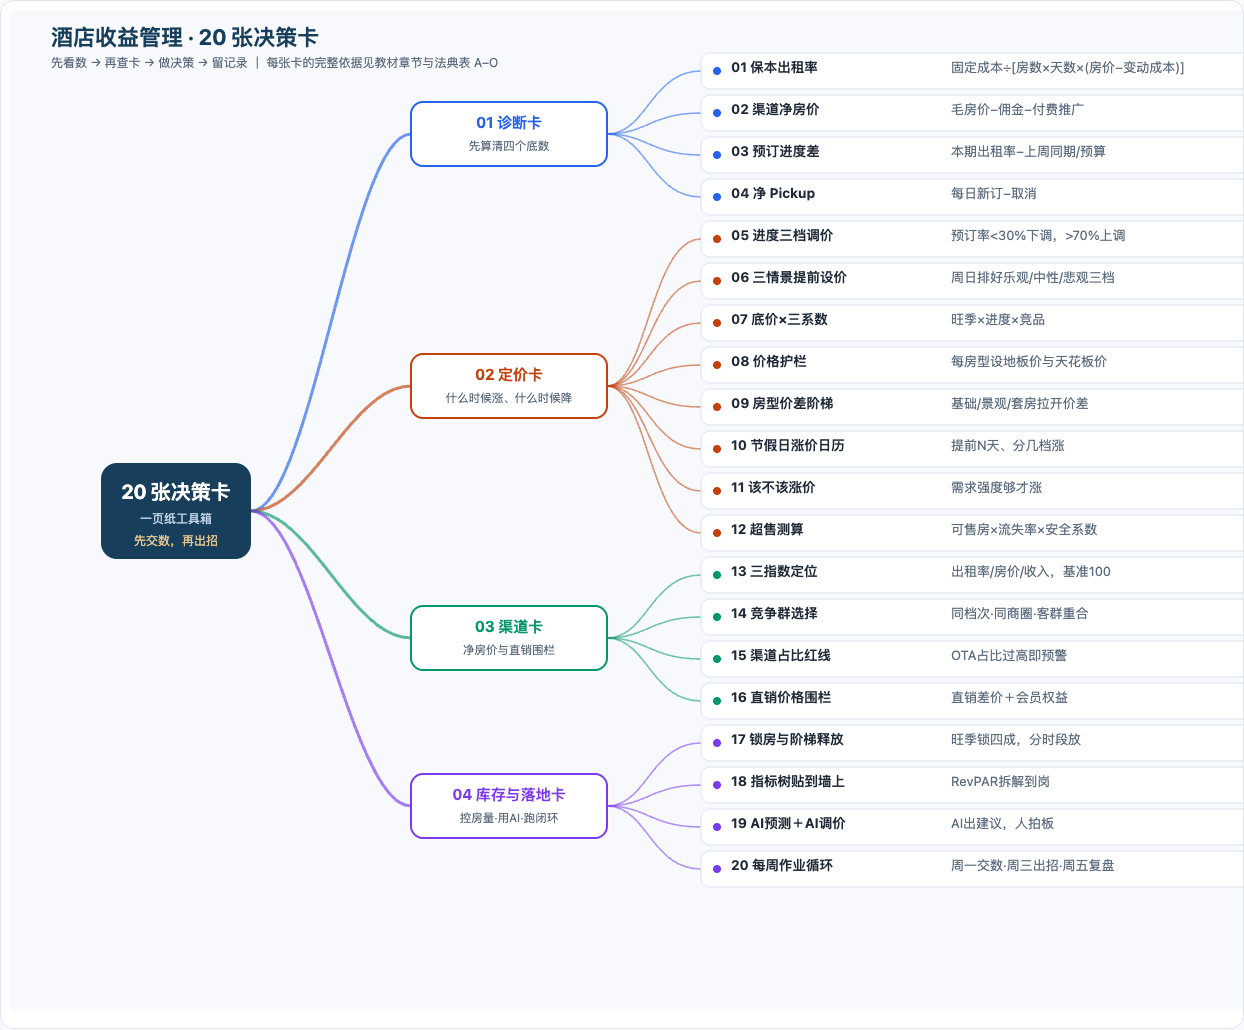 酒店收益管理 · 20 张决策卡
先看数 → 再查卡 → 做决策 → 留记录 ｜ 每张卡的完整依据见教材章节与法典表 A–O
20 张决策卡
一页纸工具箱
先交数，再出招
01 诊断卡
先算清四个底数
01 保本出租率 固定成本÷[房数×天数×(房价−变动成本)]
02 渠道净房价 毛房价−佣金−付费推广
03 预订进度差 本期出租率−上周同期/预算
04 净 Pickup 每日新订−取消
02 定价卡
什么时候涨、什么时候降
05 进度三档调价 预订率<30%下调，>70%上调
06 三情景提前设价 周日排好乐观/中性/悲观三档
07 底价×三系数 旺季×进度×竞品
08 价格护栏 每房型设地板价与天花板价
09 房型价差阶梯 基础/景观/套房拉开价差
10 节假日涨价日历 提前N天、分几档涨
11 该不该涨价 需求强度够才涨
12 超售测算 可售房×流失率×安全系数
03 渠道卡
净房价与直销围栏
13 三指数定位 出租率/房价/收入，基准100
14 竞争群选择 同档次·同商圈·客群重合
15 渠道占比红线 OTA占比过高即预警
16 直销价格围栏 直销差价＋会员权益
04 库存与落地卡
控房量·用AI·跑闭环
17 锁房与阶梯释放 旺季锁四成，分时段放
18 指标树贴到墙上 RevPAR拆解到岗
19 AI预测＋AI调价 AI出建议，人拍板
20 每周作业循环 周一交数·周三出招·周五复盘